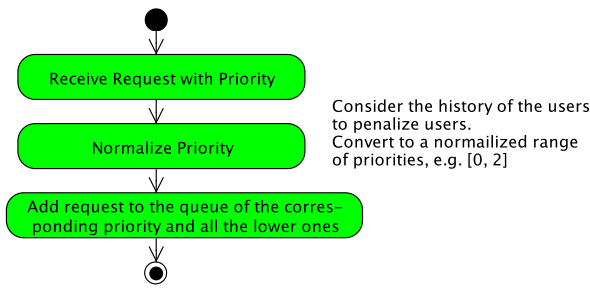 Receive Request with Priority
Consider the history of the users
to penalize users.
Convert to a normailized range
of priorities, e.g. [0, 2]
Normalize Priority
Add request to the queue of the corres-
ponding priority and all the lower ones